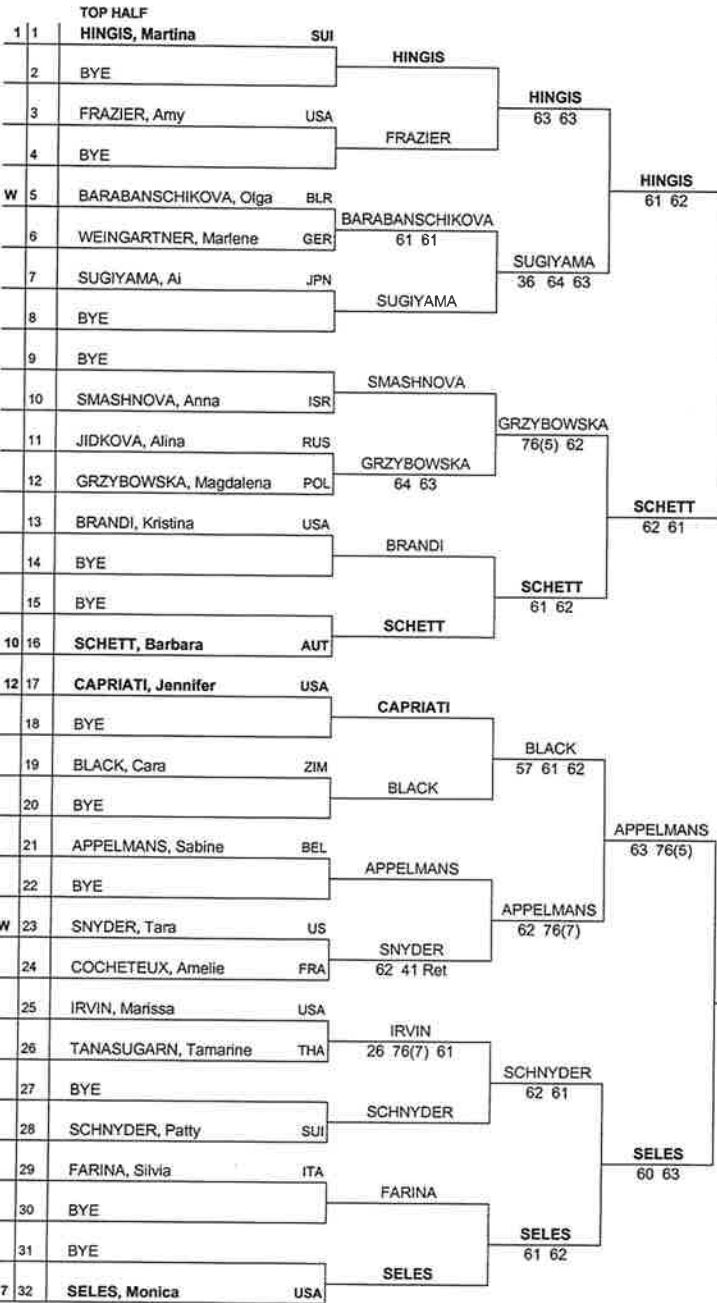 TOP HALF
1 1 HINGIS, Martina SUI
HINGIS
2 BYE
HINGIS
63 63
3 FRAZIER, Amy USA
FRAZIER
4 BYE
HINGIS
61 62
W 5 BARABANSCHIKOVA, Olga BLR
BARABANSCHIKOVA
61 61
6 WEINGARTNER, Marlene GER
SUGIYAMA
36 64 63
7 SUGIYAMA, Ai JPN
SUGIYAMA
8 BYE
9 BYE
SMASHNOVA
10 SMASHNOVA, Anna ISR
GRZYBOWSKA
76(5) 62
11 JIDKOVA, Alina RUS
GRZYBOWSKA
64 63
12 GRZYBOWSKA, Magdalena POL
SCHETT
62 61
13 BRANDI, Kristina USA
BRANDI
14 BYE
SCHETT
61 62
15 BYE
SCHETT
10 16 SCHETT, Barbara AUT
12 17 CAPRIATI, Jennifer USA
CAPRIATI
18 BYE
BLACK
57 61 62
19 BLACK, Cara ZIM
BLACK
20 BYE
APPELMANS
63 76(5)
21 APPELMANS, Sabine BEL
APPELMANS
22 BYE
APPELMANS
62 76(7)
W 23 SNYDER, Tara US
SNYDER
62 41 Ret
24 COCHETEUX, Amelie FRA
25 IRVIN, Marissa USA
IRVIN
26 76(7) 61
26 TANASUGARN, Tamarine THA
SCHNYDER
62 61
27 BYE
SCHNYDER
28 SCHNYDER, Patty SUI
SELES
60 63
29 FARINA, Silvia ITA
FARINA
30 BYE
SELES
61 62
31 BYE
SELES
7 32 SELES, Monica USA